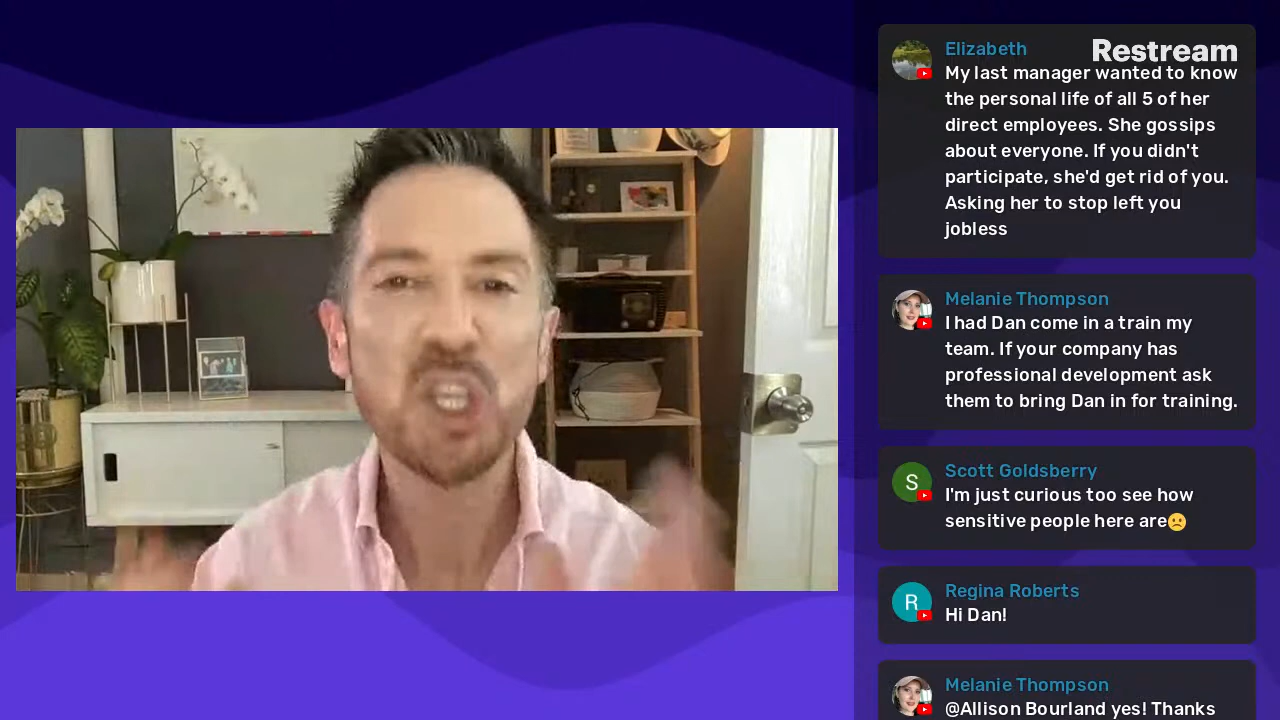 Restream
Elizabeth
My last manager wanted to know
the personal life of all 5 of her
direct employees. She gossips
about everyone. If you didn't
participate, she'd get rid of you.
Asking her to stop left you
jobless
Melanie Thompson
I had Dan come in a train my
team. If your company has
professional development ask
them to bring Dan in for training.
S
Scott Goldsberry
I'm just curious too see how
sensitive people here are🙁
R
Regina Roberts
Hi Dan!
Melanie Thompson
@Allison Bourland yes! Thanks